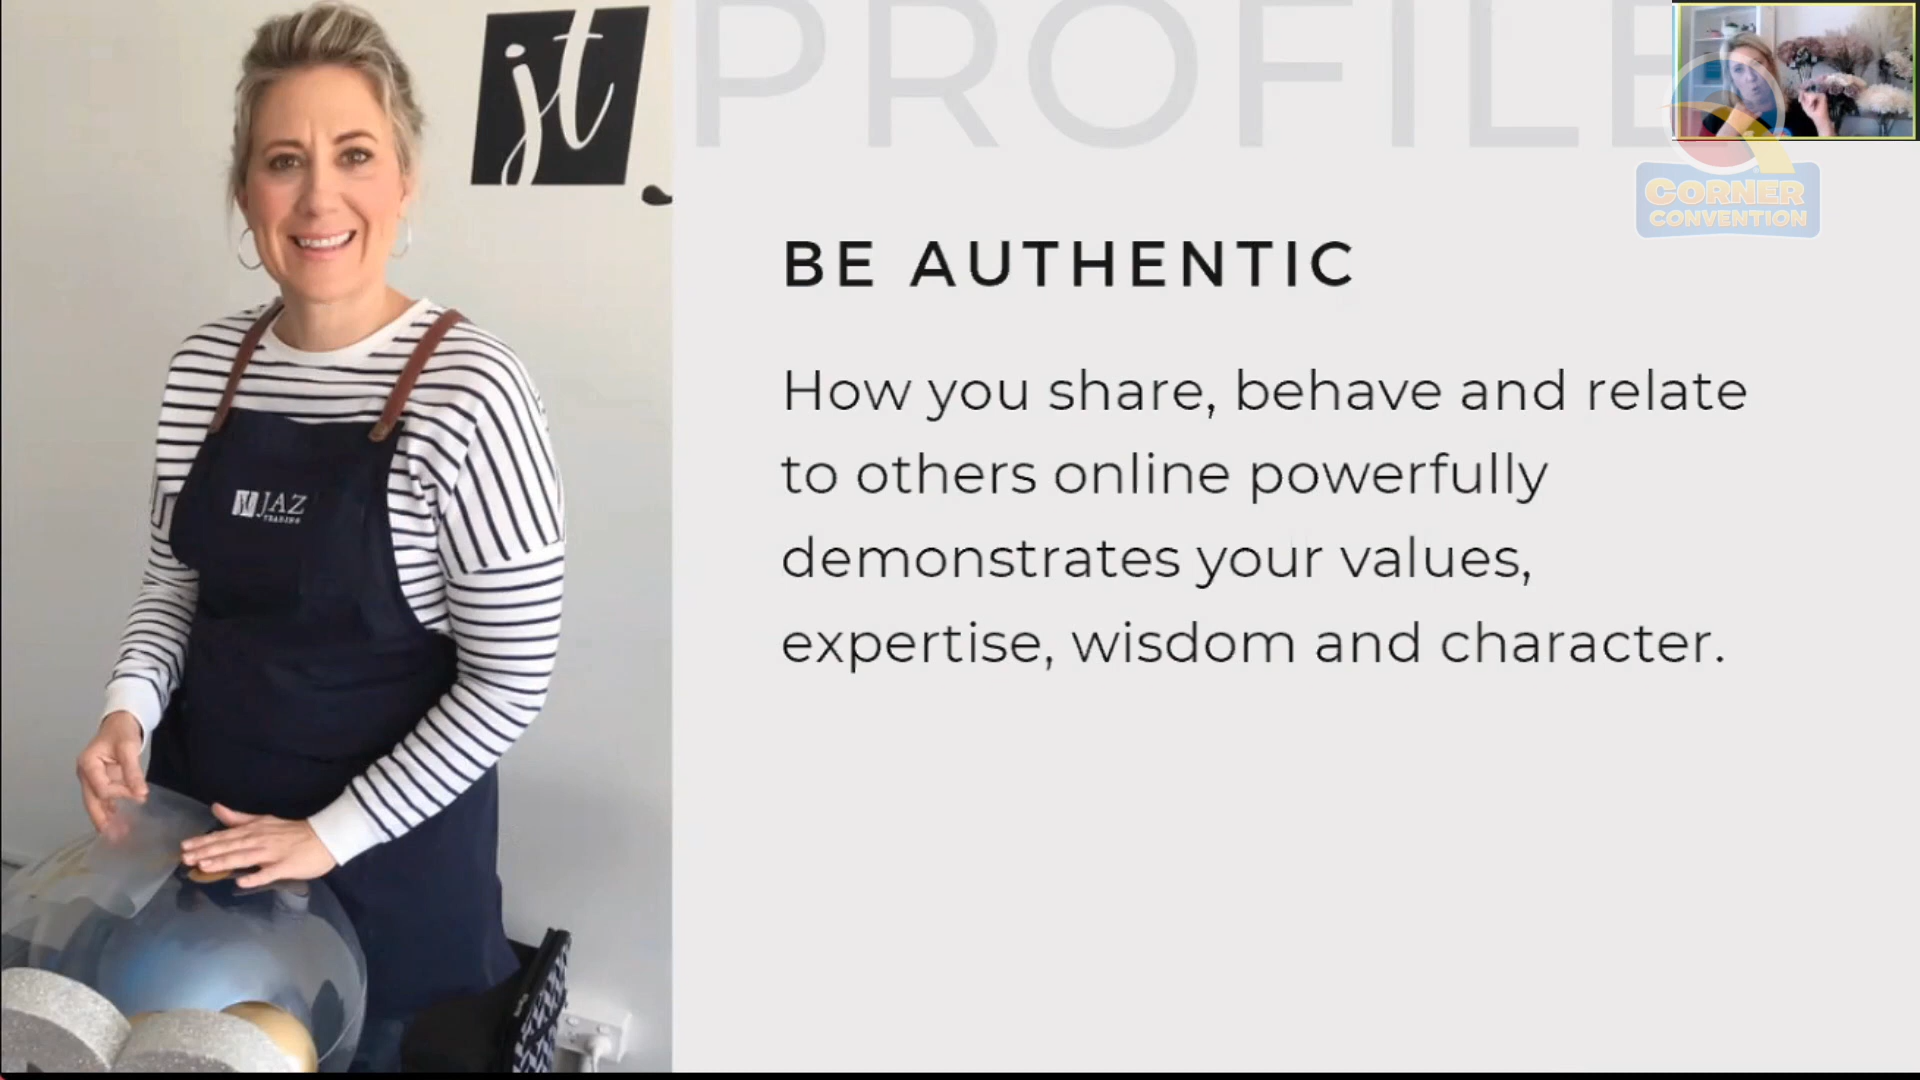 PROFILE
jt
CORNER
CONVENTION
BE AUTHENTIC
How you share, behave and relate
to others online powerfully
demonstrates your values,
expertise, wisdom and character.
JAZ
TRADING